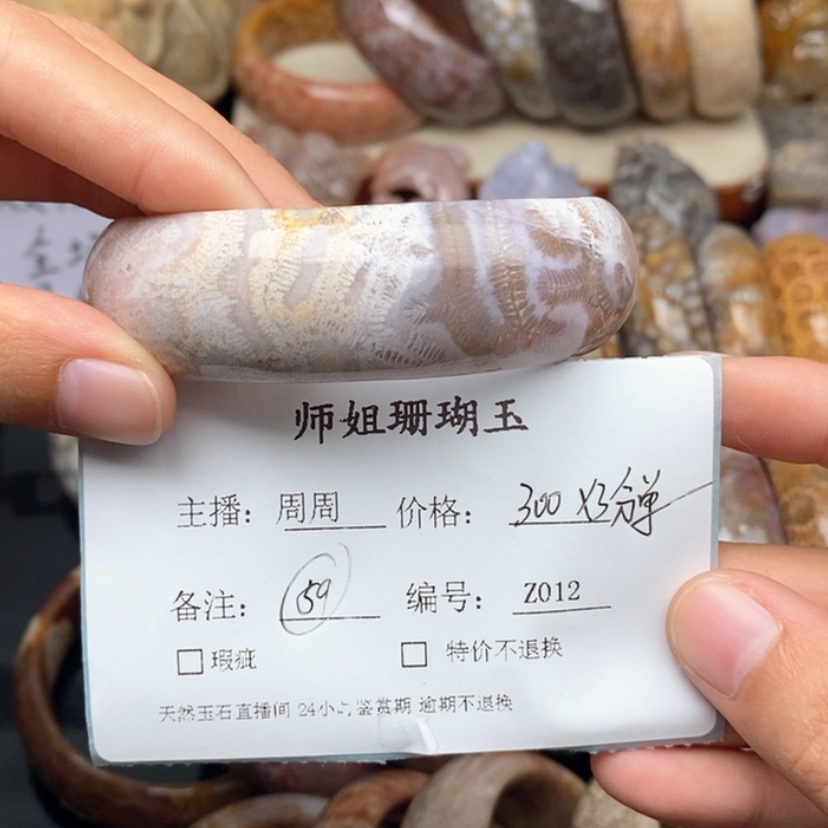 师姐珊瑚玉
主播：周周 价格：300
备注：59 编号：Z012
□瑕疵 □特价不退换
天然玉石直播间 24小时鉴赏期 逾期不退换